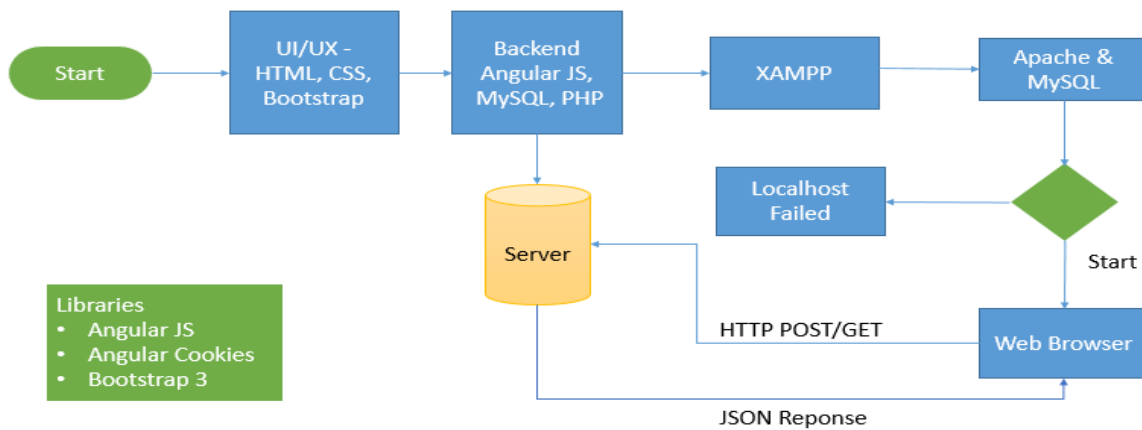 Start
UI/UX -
HTML, CSS,
Bootstrap
Backend
Angular JS,
MySQL, PHP
XAMPP
Apache &
MySQL
Localhost
Failed
Server
Start
Libraries
• Angular JS
• Angular Cookies
• Bootstrap 3
HTTP POST/GET
Web Browser
JSON Reponse